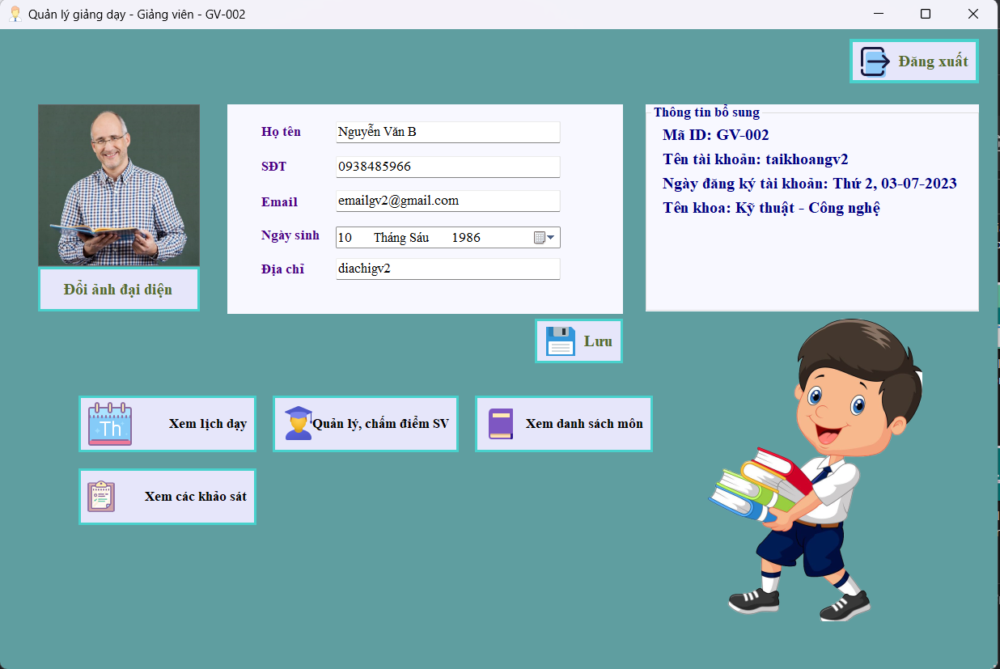 Quản lý giảng dạy - Giảng viên - GV-002
Đăng xuất
Họ tên
Nguyễn Văn B
SĐT
0938485966
Email
emailgv2@gmail.com
Ngày sinh
10 Tháng Sáu 1986
Địa chỉ
diachigv2
Đổi ảnh đại diện
Lưu
Thông tin bổ sung
Mã ID: GV-002
Tên tài khoản: taikhoangv2
Ngày đăng ký tài khoản: Thứ 2, 03-07-2023
Tên khoa: Kỹ thuật - Công nghệ
Th
Xem lịch dạy
Quản lý, chấm điểm SV
Xem danh sách môn
Xem các khảo sát